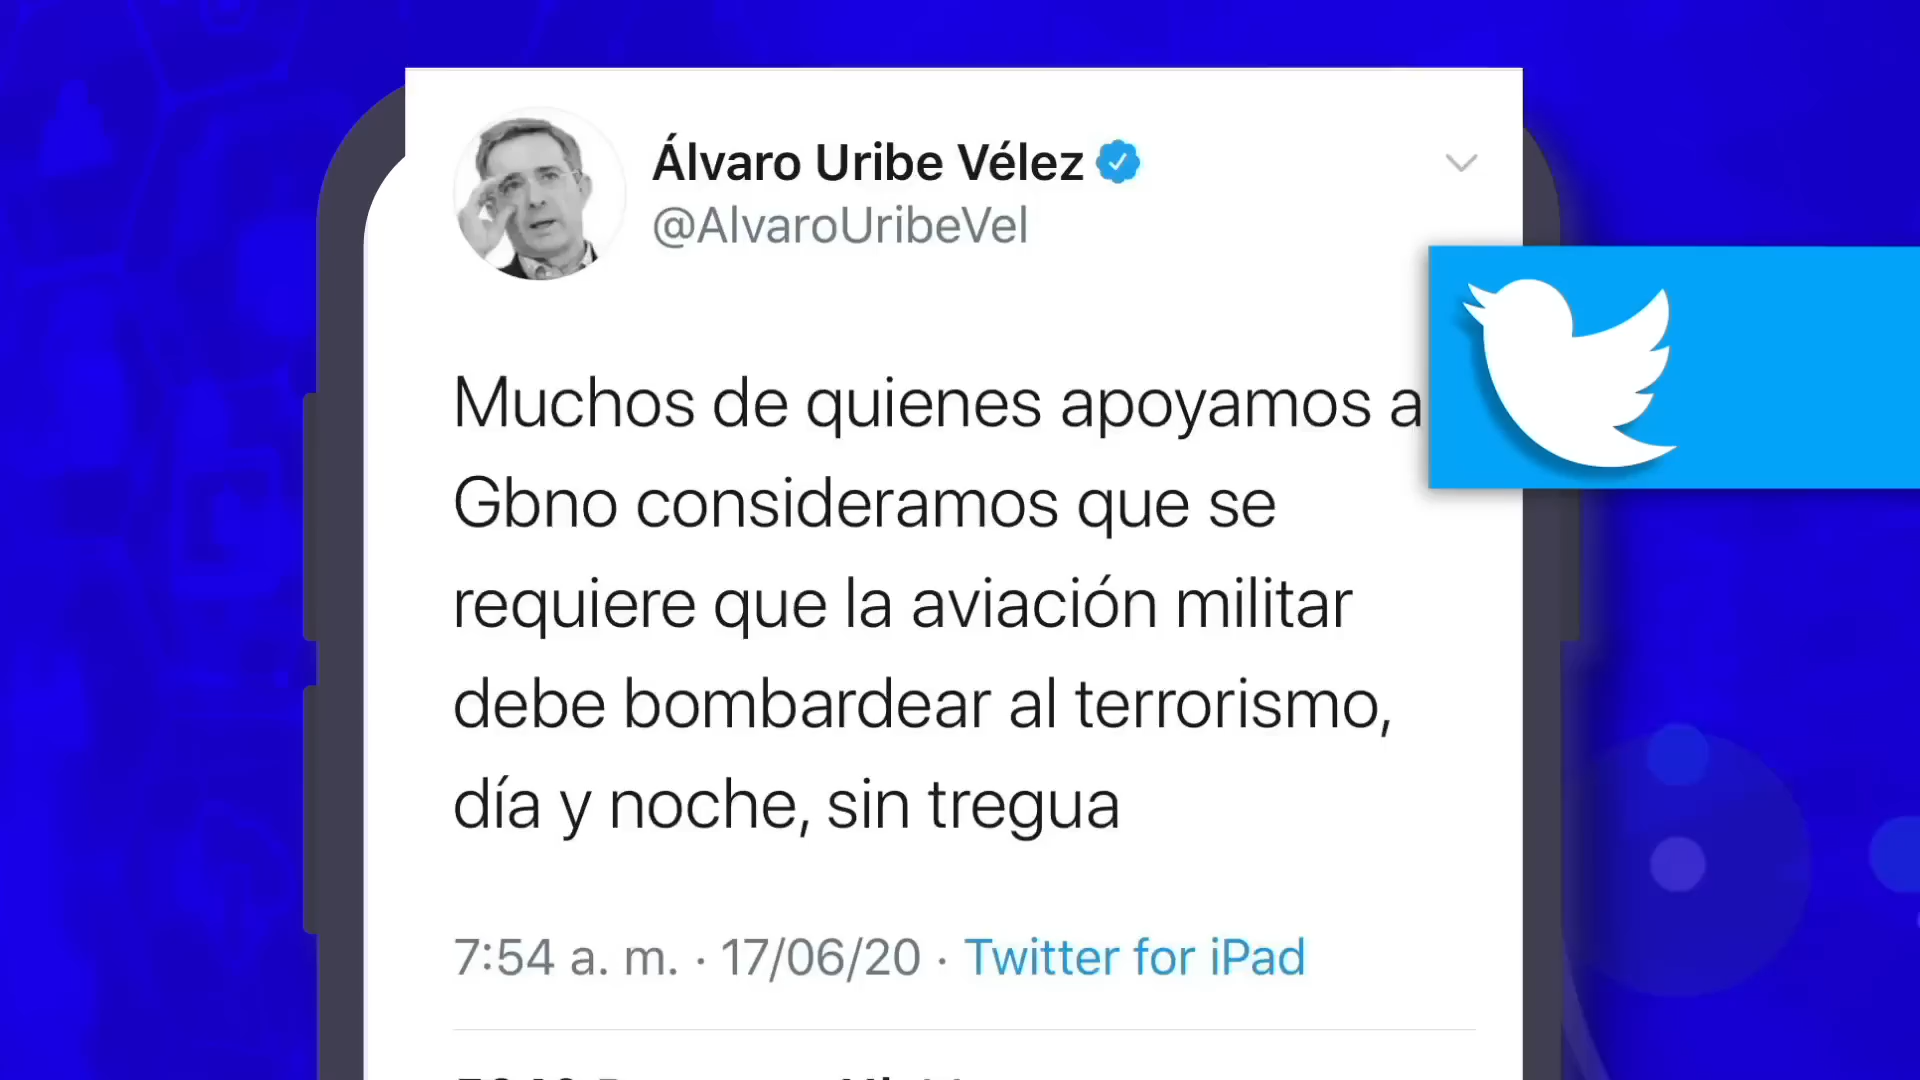 Álvaro Uribe Vélez
@AlvaroUribeVel
Muchos de quienes apoyamos a
Gbno consideramos que se
requiere que la aviación militar
debe bombardear al terrorismo,
día y noche, sin tregua
7:54 a. m. · 17/06/20 · Twitter for iPad